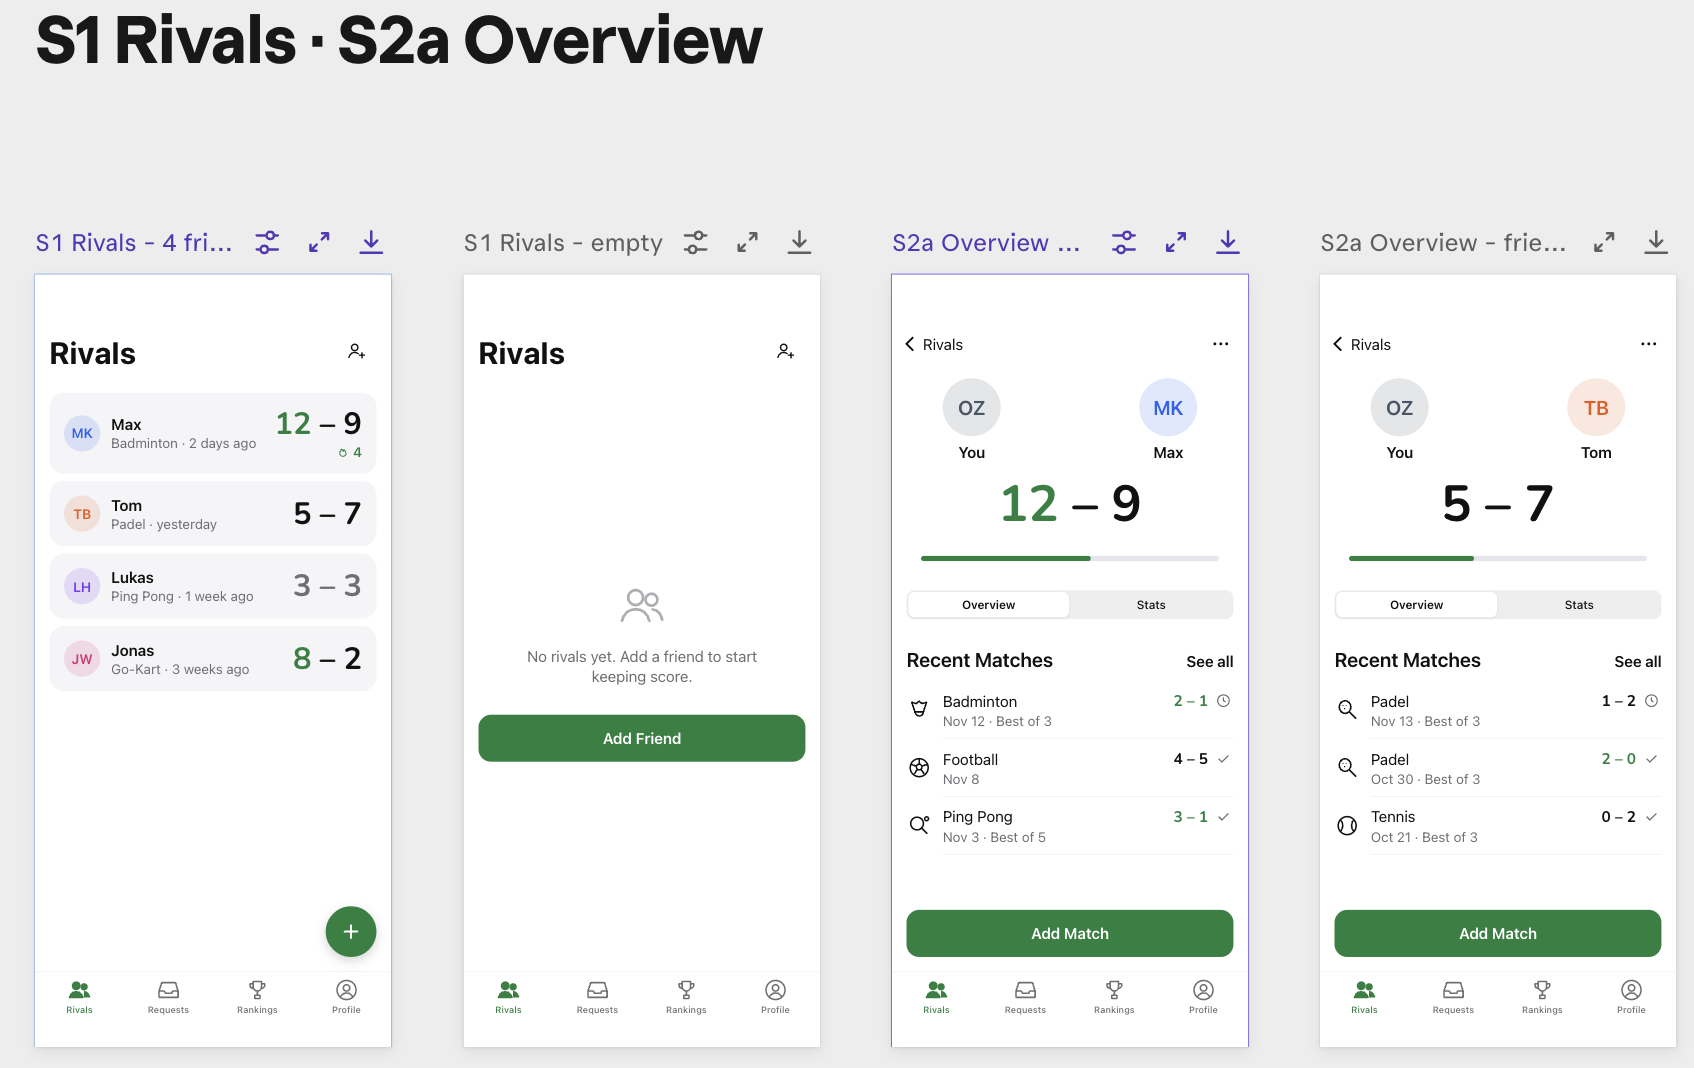 S1 Rivals · S2a Overview
S1 Rivals - 4 fri...
Rivals
MK
Max
Badminton · 2 days ago
12 – 9
4
TB
Tom
Padel · yesterday
5 – 7
LH
Lukas
Ping Pong · 1 week ago
3 – 3
JW
Jonas
Go-Kart · 3 weeks ago
8 – 2
+
Rivals
Requests
Rankings
Profile
S1 Rivals - empty
Rivals
No rivals yet. Add a friend to start
keeping score.
Add Friend
Rivals
Requests
Rankings
Profile
S2a Overview ...
Rivals
OZ
MK
You
Max
12 – 9
Overview
Stats
Recent Matches
See all
Badminton
2 – 1
Nov 12 · Best of 3
Football
4 – 5
Nov 8
Ping Pong
3 – 1
Nov 3 · Best of 5
Add Match
Rivals
Requests
Rankings
Profile
S2a Overview - frie...
Rivals
OZ
TB
You
Tom
5 – 7
Overview
Stats
Recent Matches
See all
Padel
1 – 2
Nov 13 · Best of 3
Padel
2 – 0
Oct 30 · Best of 3
Tennis
0 – 2
Oct 21 · Best of 3
Add Match
Rivals
Requests
Rankings
Profile